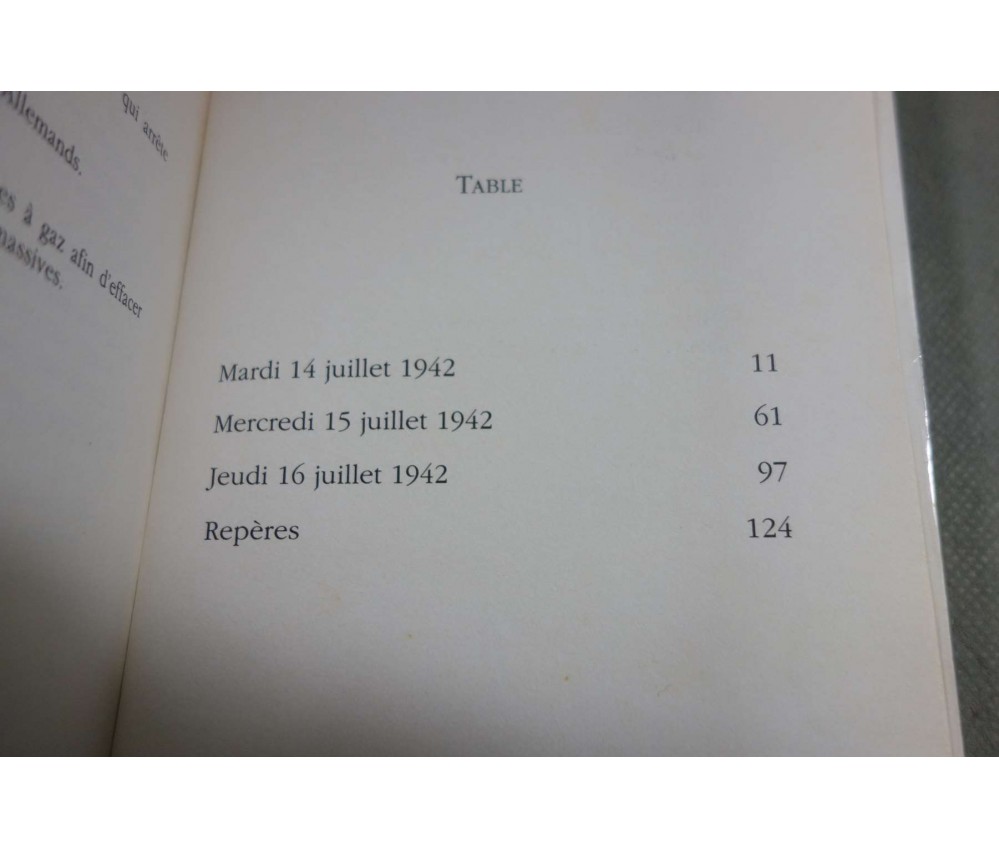 qui arrête
Allemands.
à gaz afin d'effacer
massives.
TABLE
Mardi 14 juillet 1942 11
Mercredi 15 juillet 1942 61
Jeudi 16 juillet 1942 97
Repères 124